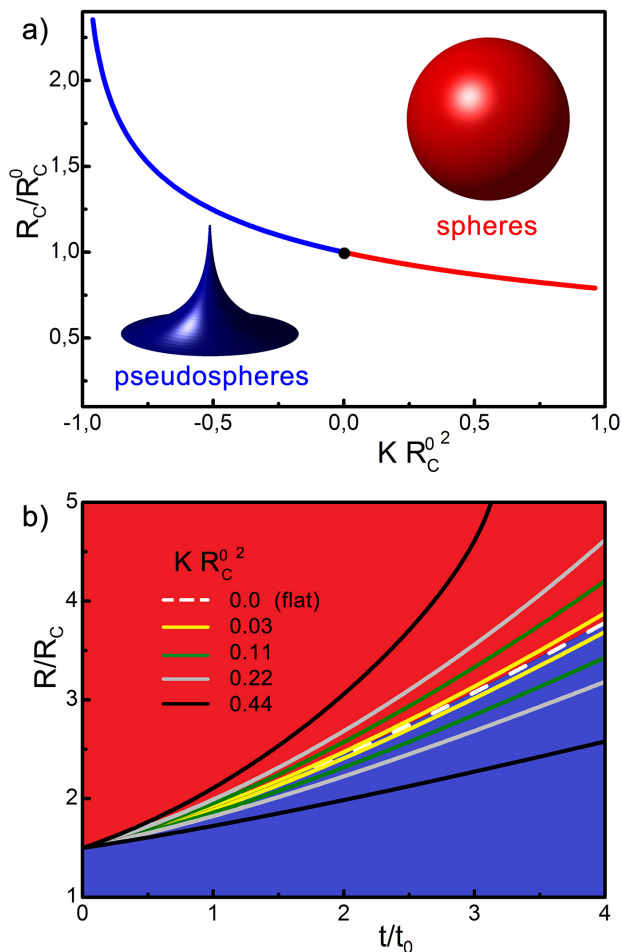 a)
R_C/R_C^0
2,0
1,5
1,0
0,5
spheres
pseudospheres
-1,0 -0,5 0,0 0,5 1,0
K R_C^0 ^2
b)
R/R_C
5
4
3
2
1
K R_C^0 ^2
0.0 (flat)
0.03
0.11
0.22
0.44
0 1 2 3 4
t/t_0